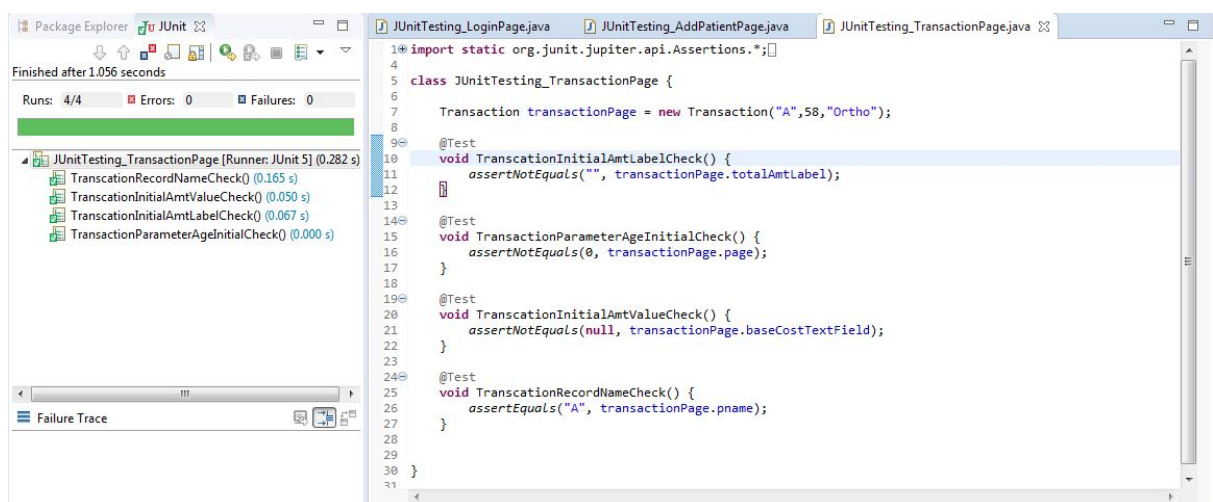 Package Explorer JUnit
Finished after 1.056 seconds
Runs: 4/4 Errors: 0 Failures: 0
JUnitTesting_TransactionPage [Runner: JUnit 5] (0.282 s)
TranscationRecordNameCheck() (0.165 s)
TranscationInitialAmtValueCheck() (0.050 s)
TranscationInitialAmtLabelCheck() (0.067 s)
TransactionParameterAgeInitialCheck() (0.000 s)
Failure Trace
JUnitTesting_LoginPage.java JUnitTesting_AddPatientPage.java JUnitTesting_TransactionPage.java
1 import static org.junit.jupiter.api.Assertions.*;
4
5 class JUnitTesting_TransactionPage {
6
7 Transaction transactionPage = new Transaction("A",58,"Ortho");
8
9 @Test
10 void TranscationInitialAmtLabelCheck() {
11 assertNotEquals("", transactionPage.totalAmtLabel);
12 }
13
14 @Test
15 void TransactionParameterAgeInitialCheck() {
16 assertNotEquals(0, transactionPage.page);
17 }
18
19 @Test
20 void TranscationInitialAmtValueCheck() {
21 assertNotEquals(null, transactionPage.baseCostTextField);
22 }
23
24 @Test
25 void TranscationRecordNameCheck() {
26 assertEquals("A", transactionPage.pname);
27 }
28
29
30 }
31